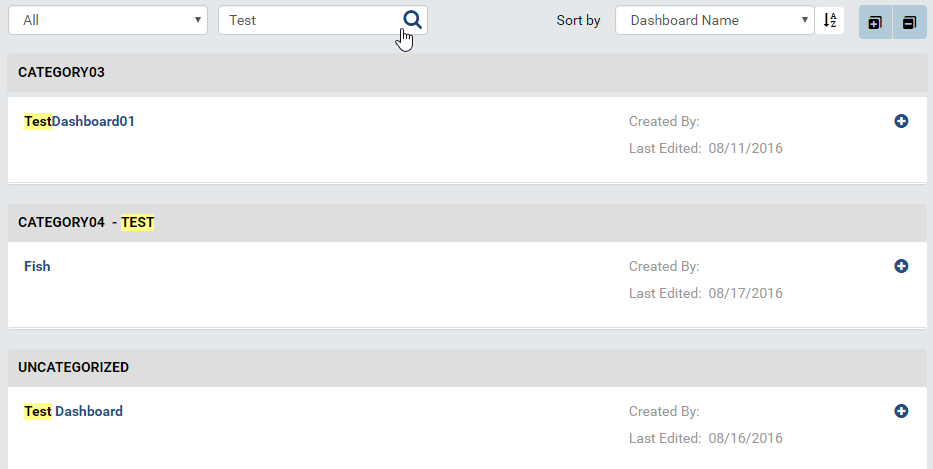 All Test Sort by Dashboard Name AZ
CATEGORY03
TestDashboard01 Created By:
Last Edited: 08/11/2016
CATEGORY04 - TEST
Fish Created By:
Last Edited: 08/17/2016
UNCATEGORIZED
Test Dashboard Created By:
Last Edited: 08/16/2016